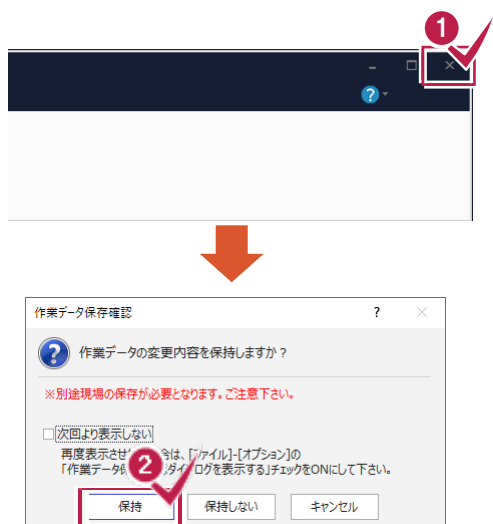 1
?
作業データ保存確認 ?
作業データの変更内容を保持しますか?
※別途現場の保存が必要となります。ご注意下さい。
次回より表示しない
再度表示させ 合は、[ファイル]-[オプション]の
「作業データ ダイアログを表示する」チェックをONにして下さい。
2
保持 保持しない キャンセル